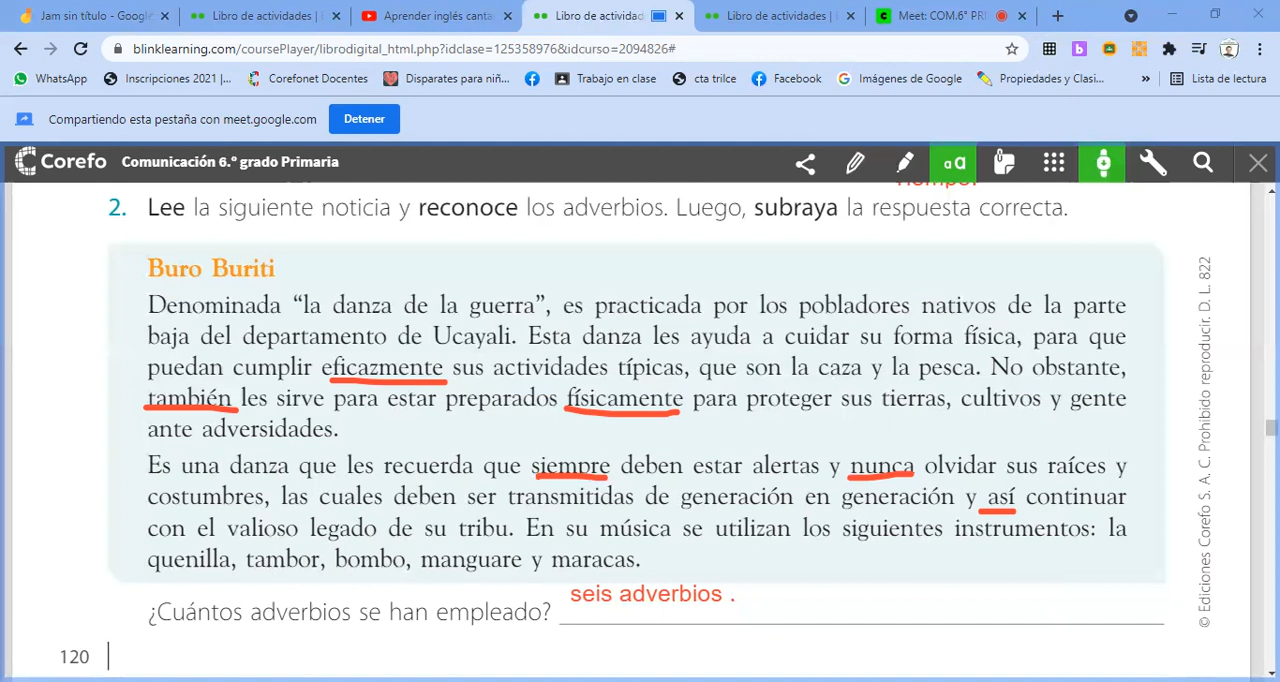 Jam sin título - Google
Libro de actividades |
Aprender inglés canta
Libro de actividad
Libro de actividades |
Meet: COM.6° PRI
blinklearning.com/coursePlayer/librodigital_html.php?idclase=125358976&idcurso=2094826#
WhatsApp
Inscripciones 2021 |...
Corefonet Docentes
Disparates para niñ...
Trabajo en clase
cta trilce
Facebook
Imágenes de Google
Propiedades y Clasi...
»
Lista de lectura
Compartiendo esta pestaña con meet.google.com
Detener
Corefo
Comunicación 6.º grado Primaria
aa
2. Lee la siguiente noticia y reconoce los adverbios. Luego, subraya la respuesta correcta.
Buro Buriti
Denominada “la danza de la guerra”, es practicada por los pobladores nativos de la parte
baja del departamento de Ucayali. Esta danza les ayuda a cuidar su forma física, para que
puedan cumplir eficazmente sus actividades típicas, que son la caza y la pesca. No obstante,
también les sirve para estar preparados físicamente para proteger sus tierras, cultivos y gente
ante adversidades.
Es una danza que les recuerda que siempre deben estar alertas y nunca olvidar sus raíces y
costumbres, las cuales deben ser transmitidas de generación en generación y así continuar
con el valioso legado de su tribu. En su música se utilizan los siguientes instrumentos: la
quenilla, tambor, bombo, manguare y maracas.
seis adverbios .
¿Cuántos adverbios se han empleado?
120
© Ediciones Corefo S. A. C. Prohibido reproducir. D. L. 822